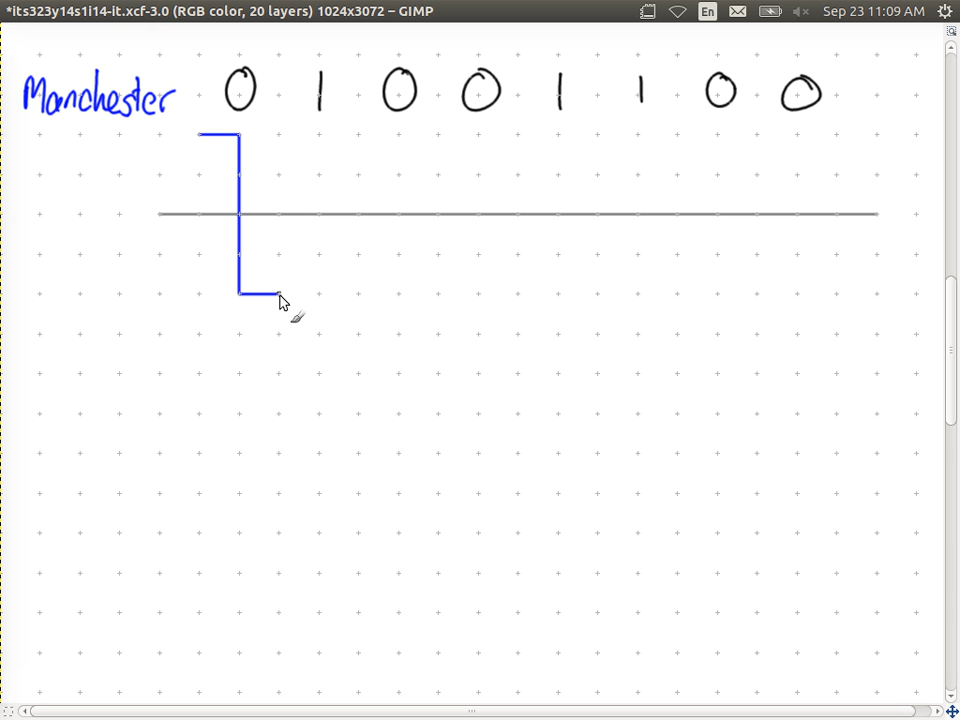 *its323y14s1i14-it.xcf-3.0 (RGB color, 20 layers) 1024x3072 – GIMP En Sep 23 11:09 AM
Manchester 0 1 0 0 1 1 0 0